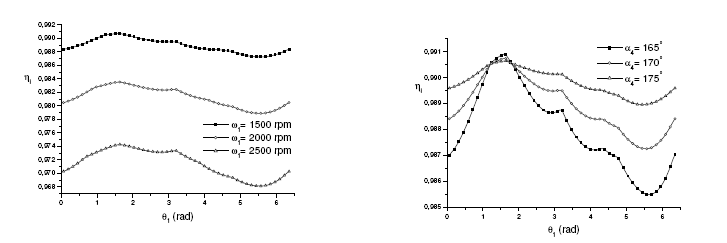 0,992
0,990
0,988
0,986
0,984
0,982
0,980
0,978
0,976
0,974
0,972
0,970
0,968
ηi
ω1= 1500 rpm
ω1= 2000 rpm
ω1= 2500 rpm
0 1 2 3 4 5 6
θ1 (rad)
0,991
0,990
0,989
0,988
0,987
0,986
0,985
ηi
α4= 165°
α4= 170°
α4= 175°
0 1 2 3 4 5 6
θ1 (rad)